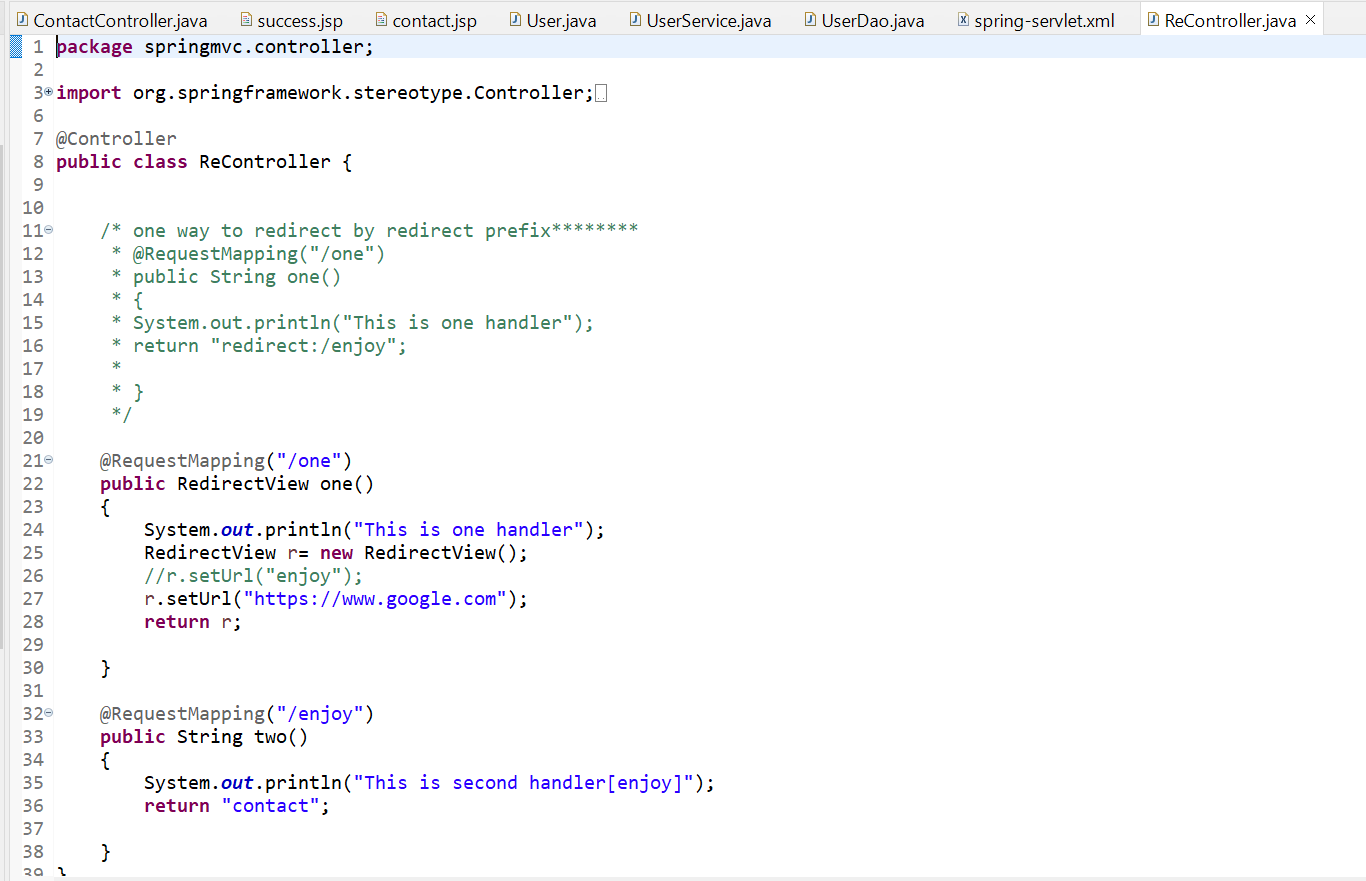 ContactController.java success.jsp contact.jsp User.java UserService.java UserDao.java spring-servlet.xml ReController.java
1 package springmvc.controller;
2
3 import org.springframework.stereotype.Controller;
6
7 @Controller
8 public class ReController {
9
10
11 /* one way to redirect by redirect prefix********
12 * @RequestMapping("/one")
13 * public String one()
14 * {
15 * System.out.println("This is one handler");
16 * return "redirect:/enjoy";
17 *
18 * }
19 */
20
21 @RequestMapping("/one")
22 public RedirectView one()
23 {
24 System.out.println("This is one handler");
25 RedirectView r= new RedirectView();
26 //r.setUrl("enjoy");
27 r.setUrl("https://www.google.com");
28 return r;
29
30 }
31
32 @RequestMapping("/enjoy")
33 public String two()
34 {
35 System.out.println("This is second handler[enjoy]");
36 return "contact";
37
38 }
39 }